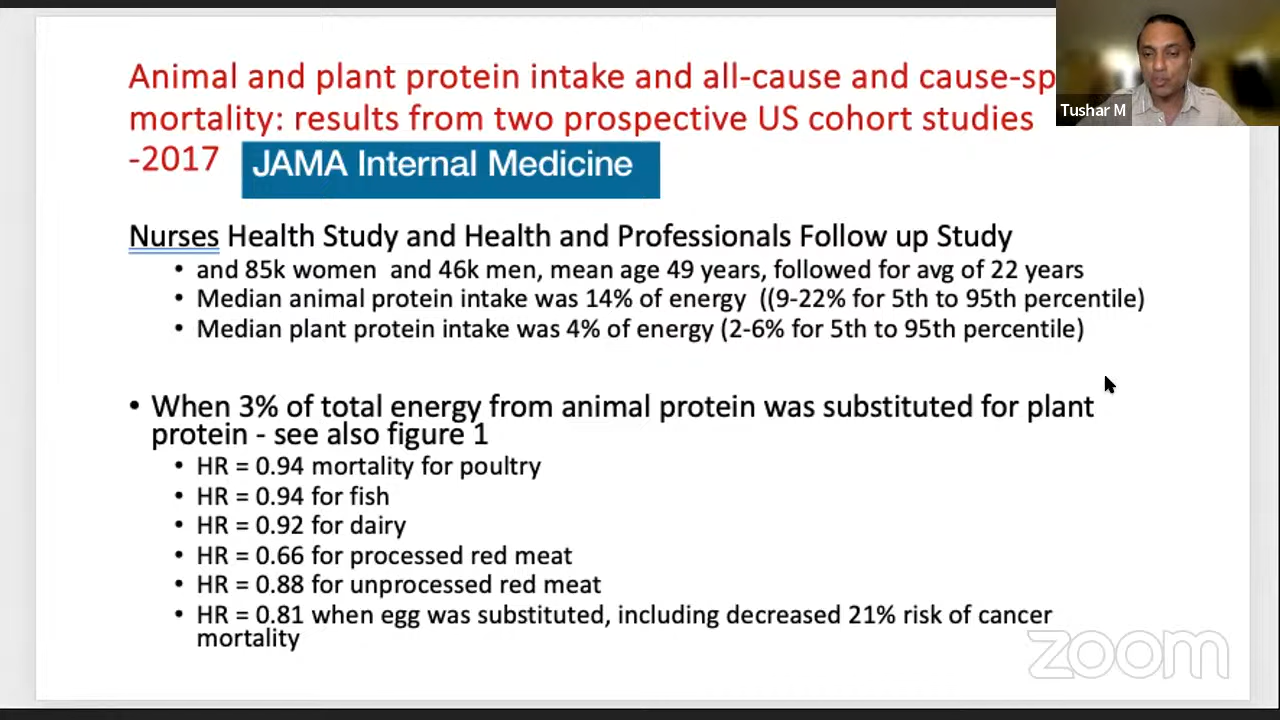 Animal and plant protein intake and all-cause and cause-sp
mortality: results from two prospective US cohort studies
-2017 JAMA Internal Medicine
Tushar M
Nurses Health Study and Health and Professionals Follow up Study
• and 85k women and 46k men, mean age 49 years, followed for avg of 22 years
• Median animal protein intake was 14% of energy ((9-22% for 5th to 95th percentile)
• Median plant protein intake was 4% of energy (2-6% for 5th to 95th percentile)
• When 3% of total energy from animal protein was substituted for plant
protein - see also figure 1
• HR = 0.94 mortality for poultry
• HR = 0.94 for fish
• HR = 0.92 for dairy
• HR = 0.66 for processed red meat
• HR = 0.88 for unprocessed red meat
• HR = 0.81 when egg was substituted, including decreased 21% risk of cancer
mortality
zoom